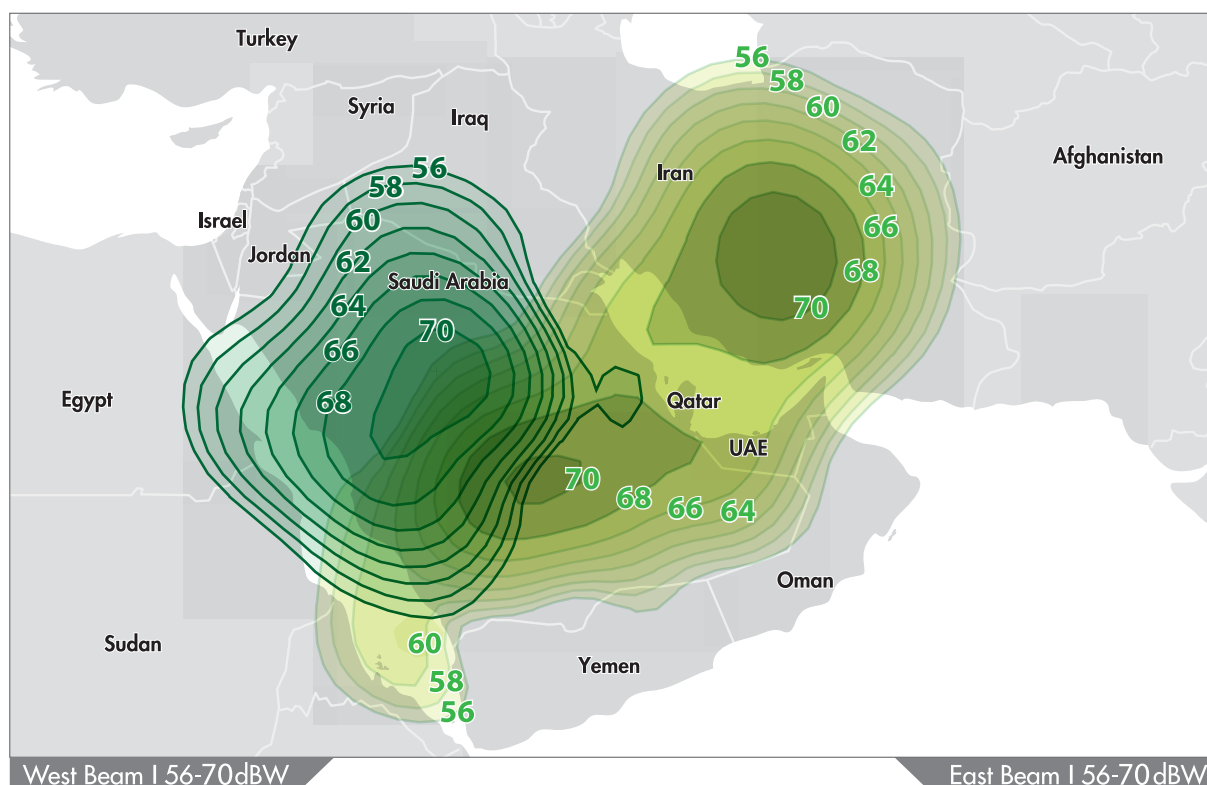 Turkey
56
58
Syria
60
Iraq
62
Afghanistan
56
Iran
58
64
Israel
60
66
Jordan
62
68
Saudi Arabia
64
70
70
66
Egypt
68
Qatar
UAE
70
68
66
64
Oman
Sudan
60
Yemen
58
56
West Beam I 56-70dBW
East Beam I 56-70dBW